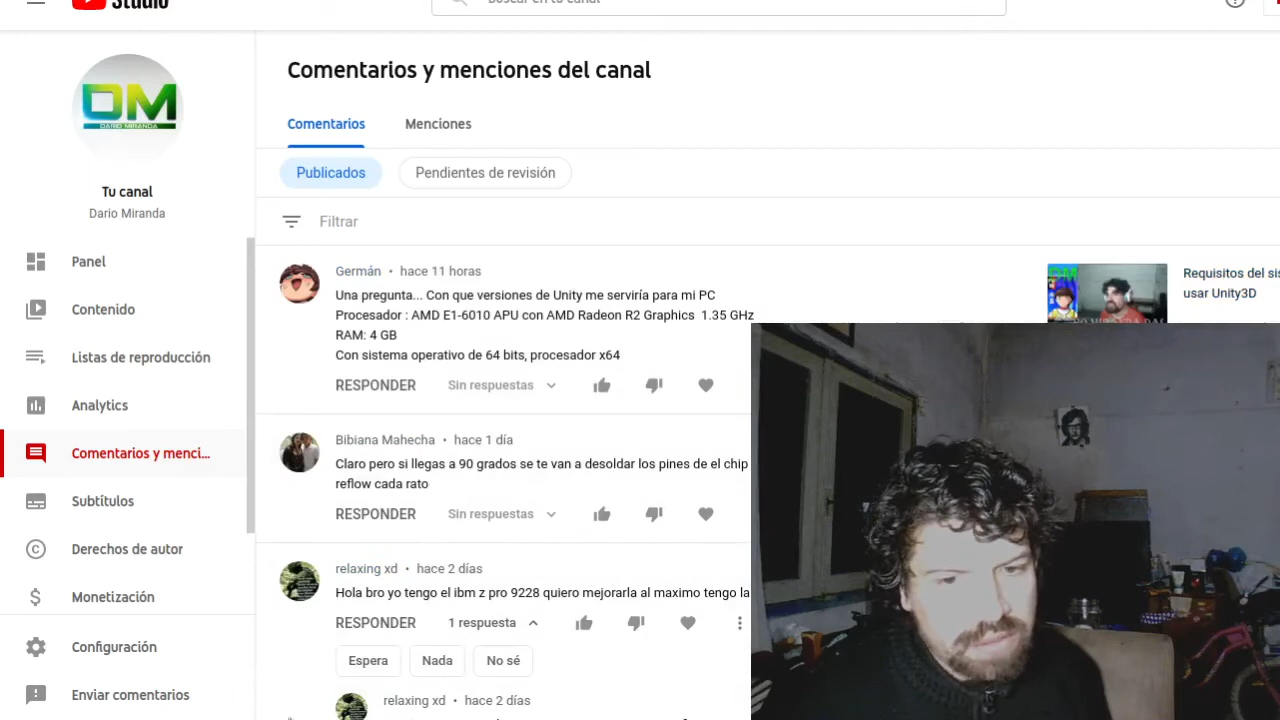 Studio
Buscar en tu canal
DM
DARIO MIRANDA
Tu canal
Dario Miranda
Panel
Contenido
Listas de reproducción
Analytics
Comentarios y menci...
Subtítulos
Derechos de autor
Monetización
Configuración
Enviar comentarios
Comentarios y menciones del canal
Comentarios
Menciones
Publicados
Pendientes de revisión
Filtrar
Germán • hace 11 horas
Una pregunta... Con que versiones de Unity me serviría para mi PC
Procesador : AMD E1-6010 APU con AMD Radeon R2 Graphics 1.35 GHz
RAM: 4 GB
Con sistema operativo de 64 bits, procesador x64
RESPONDER
Sin respuestas
Requisitos del sis
usar Unity3D
Bibiana Mahecha • hace 1 día
Claro pero si llegas a 90 grados se te van a desoldar los pines de el chip
reflow cada rato
RESPONDER
Sin respuestas
relaxing xd • hace 2 días
Hola bro yo tengo el ibm z pro 9228 quiero mejorarla al maximo tengo la
RESPONDER
1 respuesta
Espera
Nada
No sé
relaxing xd • hace 2 días